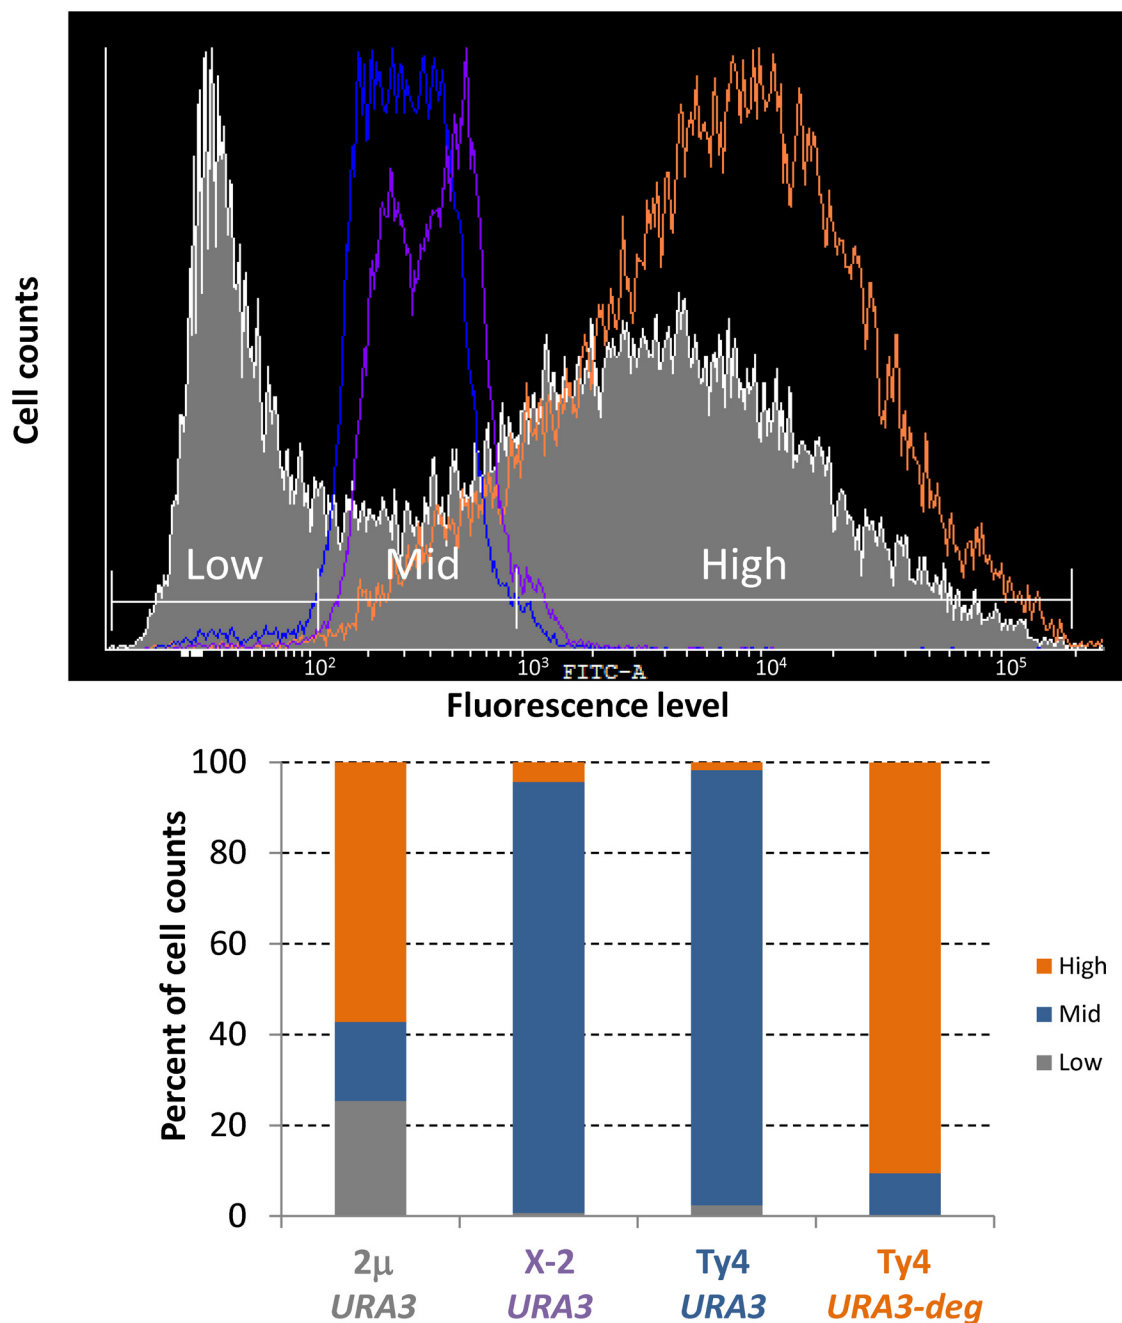 Cell counts
Low Mid High
10² 10³ 10⁴ 10⁵
FITC-A
Fluorescence level
Percent of cell counts
100
80
60
40
20
0
High
Mid
Low
2μ X-2 Ty4 Ty4
URA3 URA3 URA3 URA3-deg